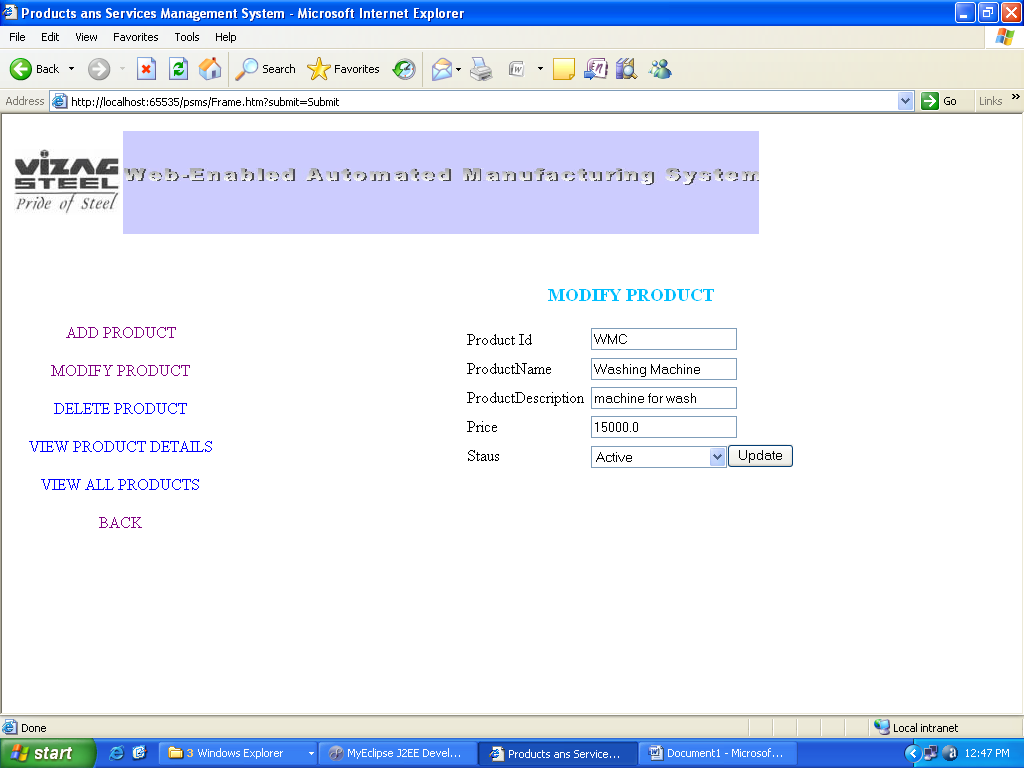 Products ans Services Management System - Microsoft Internet Explorer
File Edit View Favorites Tools Help
Back Search Favorites
Address http://localhost:65535/psms/Frame.htm?submit=Submit Go Links »
VIZAG
STEEL
Pride of Steel
Web-Enabled Automated Manufacturing System
MODIFY PRODUCT
ADD PRODUCT
MODIFY PRODUCT
DELETE PRODUCT
VIEW PRODUCT DETAILS
VIEW ALL PRODUCTS
BACK
Product Id WMC
ProductName Washing Machine
ProductDescription machine for wash
Price 15000.0
Staus Active Update
Done Local intranet
start 3 Windows Explorer MyEclipse J2EE Devel... Products ans Service... Document1 - Microsof... 12:47 PM